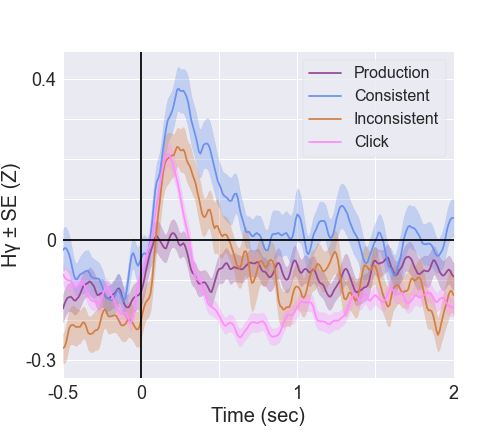 Production
Consistent
Inconsistent
Click
0.4
0
-0.3
Hγ ± SE (Z)
-0.5 0 1 2
Time (sec)